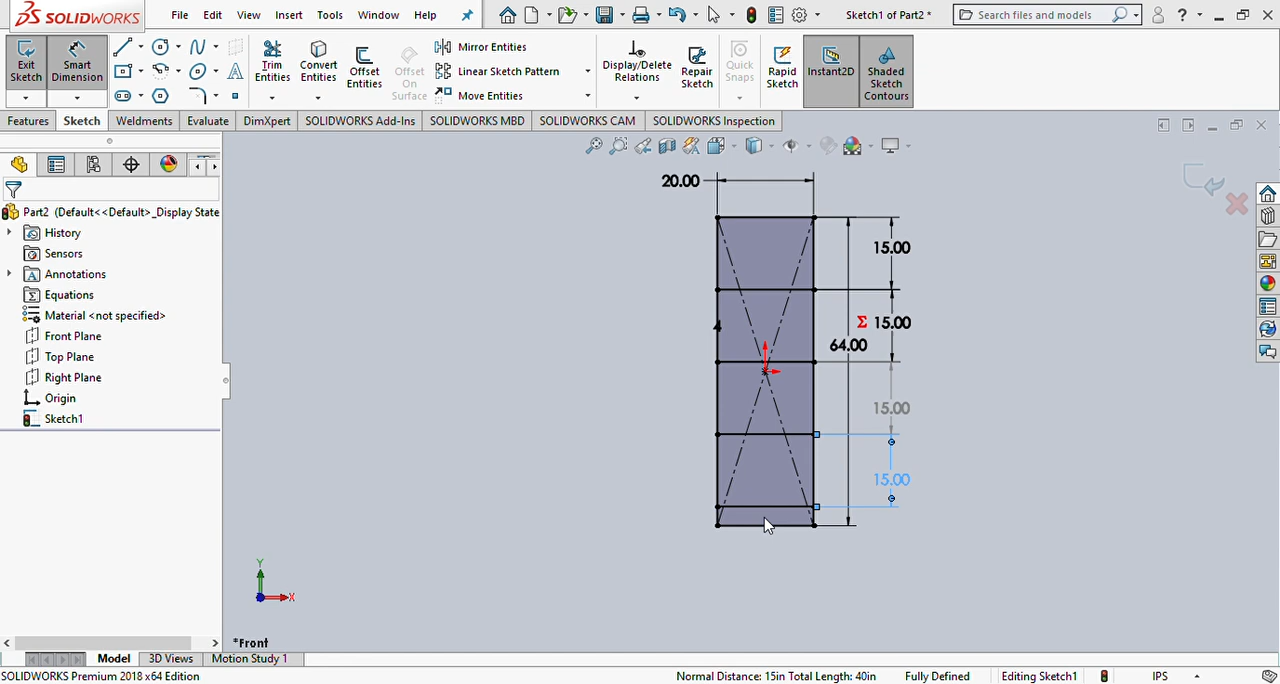 SOLIDWORKS File Edit View Insert Tools Window Help Sketch1 of Part2 * Search files and models ?
Exit Sketch
Smart Dimension
Trim Entities
Convert Entities
Offset Entities
Offset On Surface
Mirror Entities
Linear Sketch Pattern
Move Entities
Display/Delete Relations
Repair Sketch
Quick Snaps
Rapid Sketch
Instant2D
Shaded Sketch Contours
Features Sketch Weldments Evaluate DimXpert SOLIDWORKS Add-Ins SOLIDWORKS MBD SOLIDWORKS CAM SOLIDWORKS Inspection
Part2 (Default<<Default>_Display State
History
Sensors
Annotations
Equations
Material <not specified>
Front Plane
Top Plane
Right Plane
Origin
Sketch1
20.00
15.00
4
Σ 15.00
64.00
15.00
15.00
Y
X
*Front
Model 3D Views Motion Study 1
SOLIDWORKS Premium 2018 x64 Edition Normal Distance: 15in Total Length: 40in Fully Defined Editing Sketch1 IPS